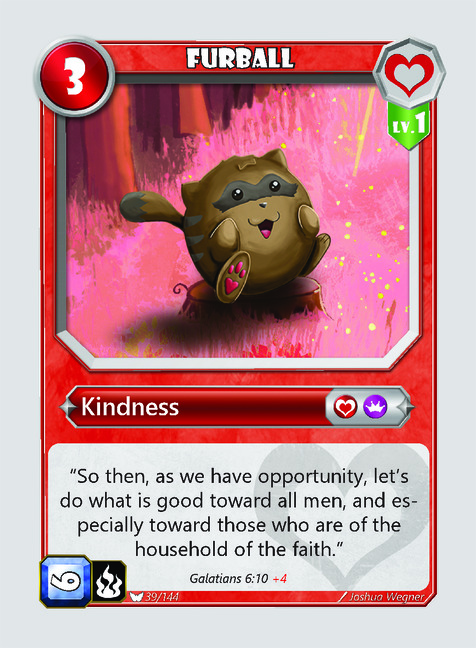 FURBALL
3
LV.1
Kindness
“So then, as we have opportunity, let’s
do what is good toward all men, and es-
pecially toward those who are of the
household of the faith.”
Galatians 6:10 +4
39/144
Joshua Wegner